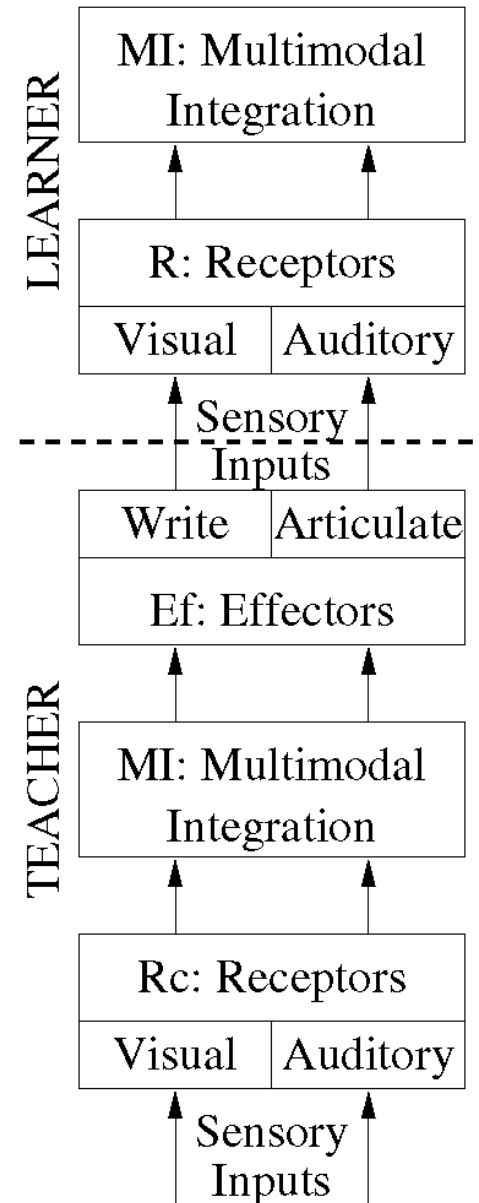 LEARNER
MI: Multimodal
Integration
R: Receptors
Visual Auditory
Sensory
Inputs
Write Articulate
Ef: Effectors
TEACHER
MI: Multimodal
Integration
Rc: Receptors
Visual Auditory
Sensory
Inputs